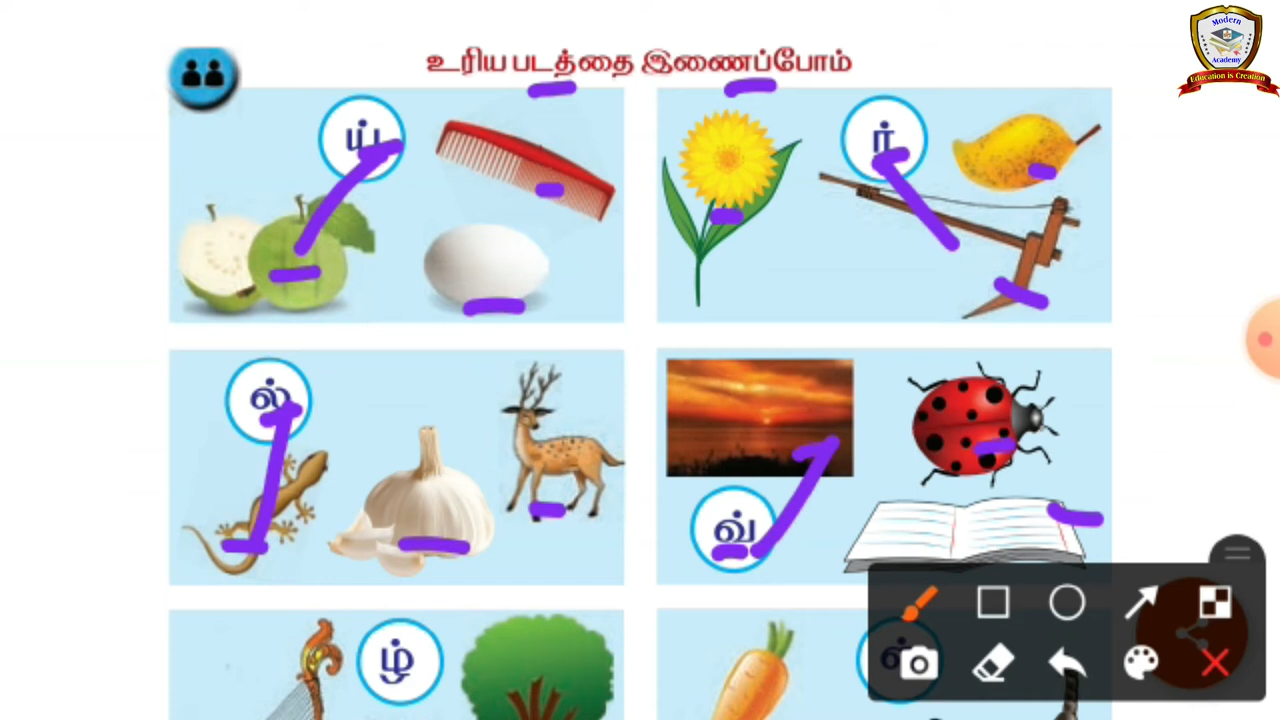 உரிய படத்தை இணைப்போம்
Modern
Academy
Education is Creation
ய்
ர்
ல்
வ்
ழ்